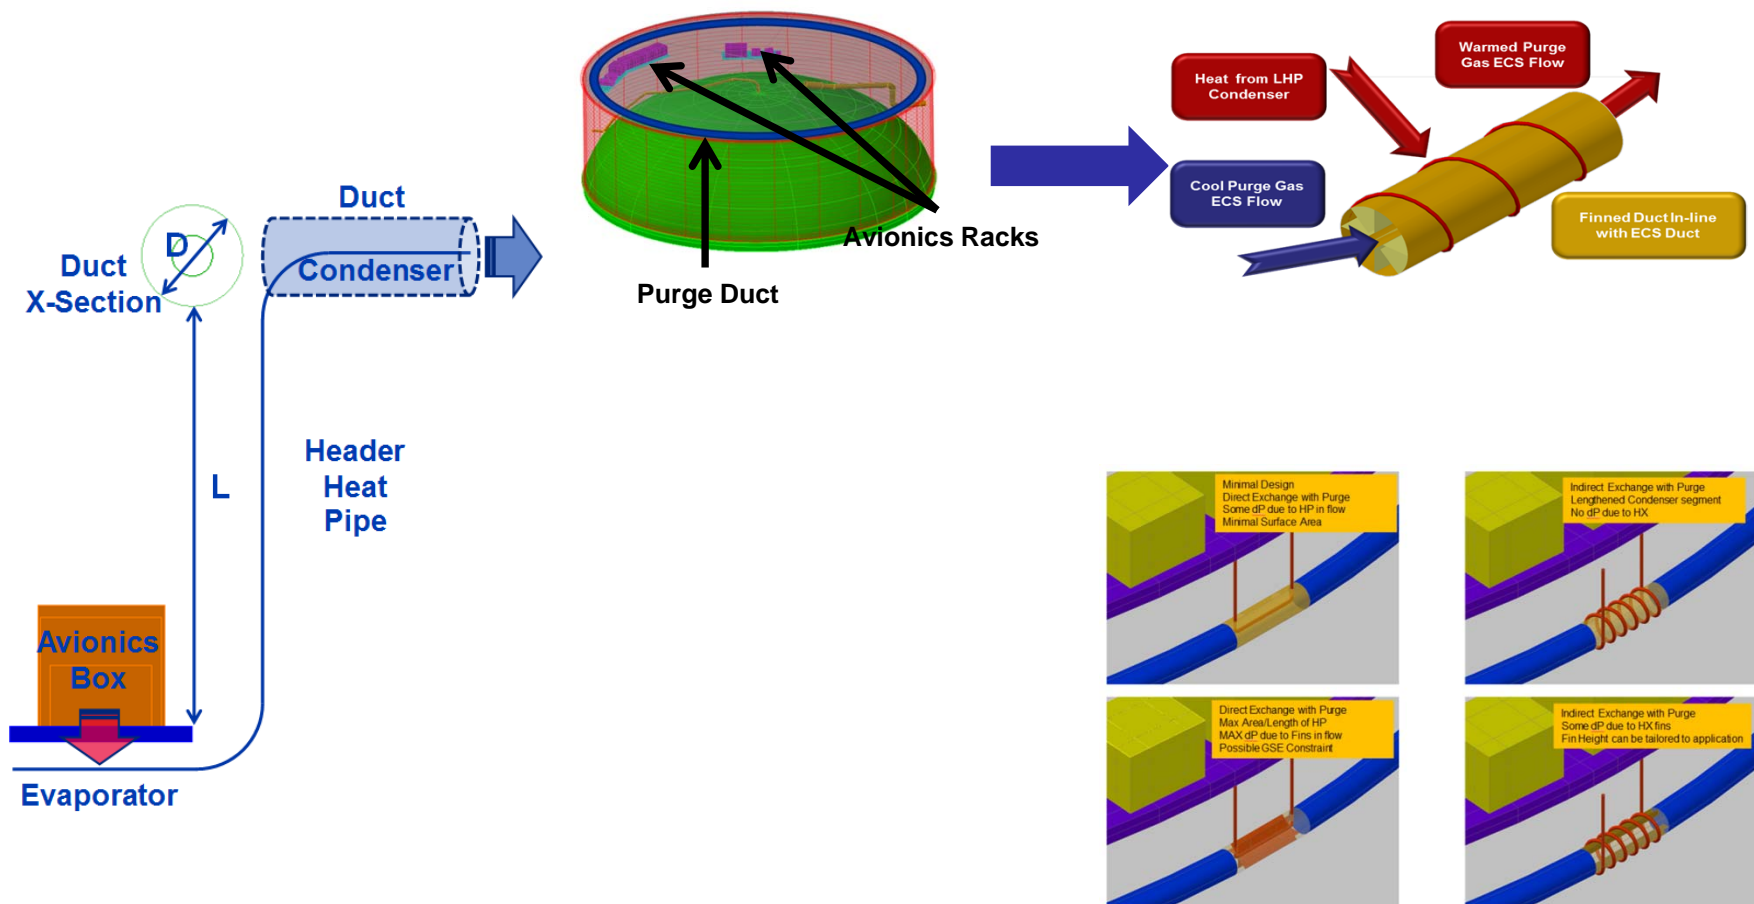 Duct
X-Section
D
L
Duct
Condenser
Header
Heat
Pipe
Avionics
Box
Evaporator
Purge Duct
Avionics Racks
Heat from LHP
Condenser
Warmed Purge
Gas ECS Flow
Cool Purge Gas
ECS Flow
Finned Duct In-line
with ECS Duct
Minimal Design
Direct Exchange with Purge
Some dP due to HP in flow
Minimal Surface Area
Indirect Exchange with Purge
Lengthened Condenser segment
No dP due to HX
Direct Exchange with Purge
Max Area/Length of HP
MAX dP due to Fins in flow
Possible GSE Constraint
Indirect Exchange with Purge
Some dP due to HX fins
Fin Height can be tailored to application